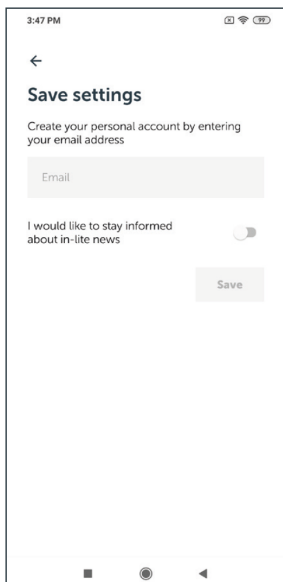 3:47 PM
99
Save settings
Create your personal account by entering
your email address
Email
I would like to stay informed
about in-lite news
Save